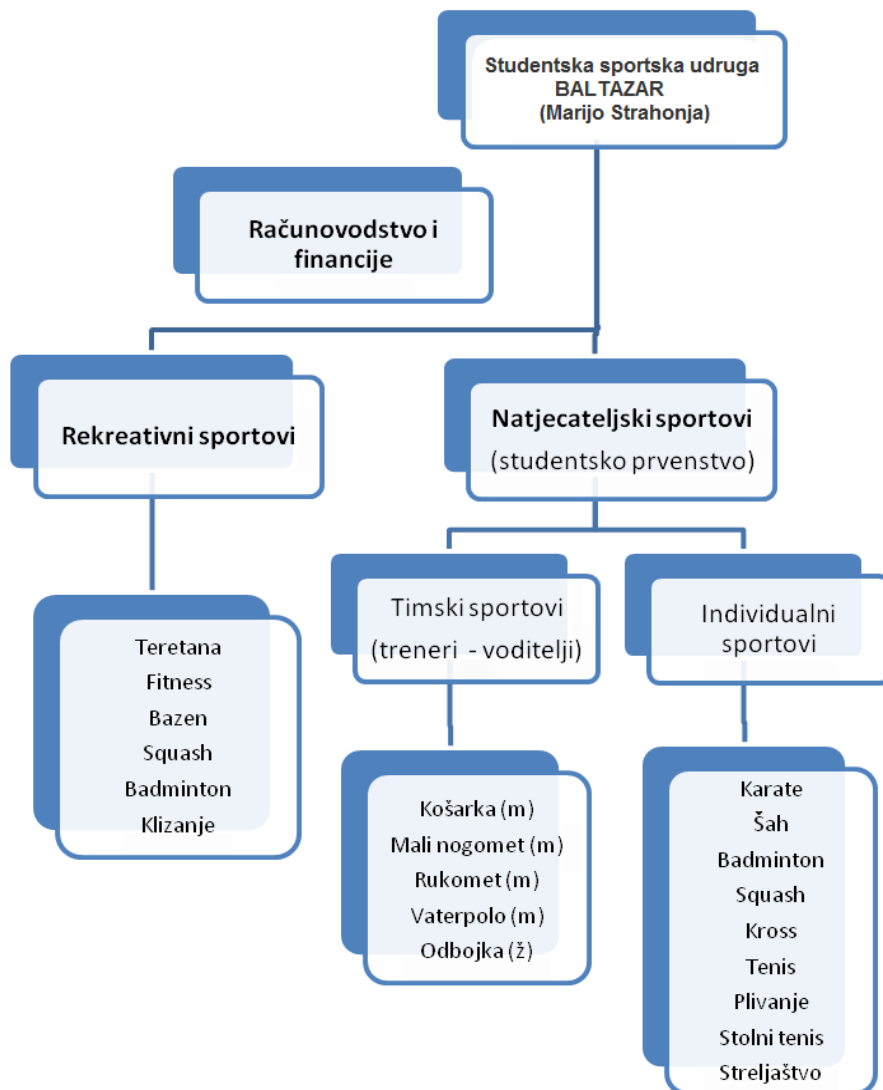 Studentska sportska udruga
BALTAZAR
(Marijo Strahonja)
Računovodstvo i
financije
Rekreativni sportovi
Natjecateljski sportovi
(studentsko prvenstvo)
Timski sportovi
(treneri - voditelji)
Individualni
sportovi
Teretana
Fitness
Bazen
Squash
Badminton
Klizanje
Košarka (m)
Mali nogomet (m)
Rukomet (m)
Vaterpolo (m)
Odbojka (ž)
Karate
Šah
Badminton
Squash
Kross
Tenis
Plivanje
Stolni tenis
Streljaštvo